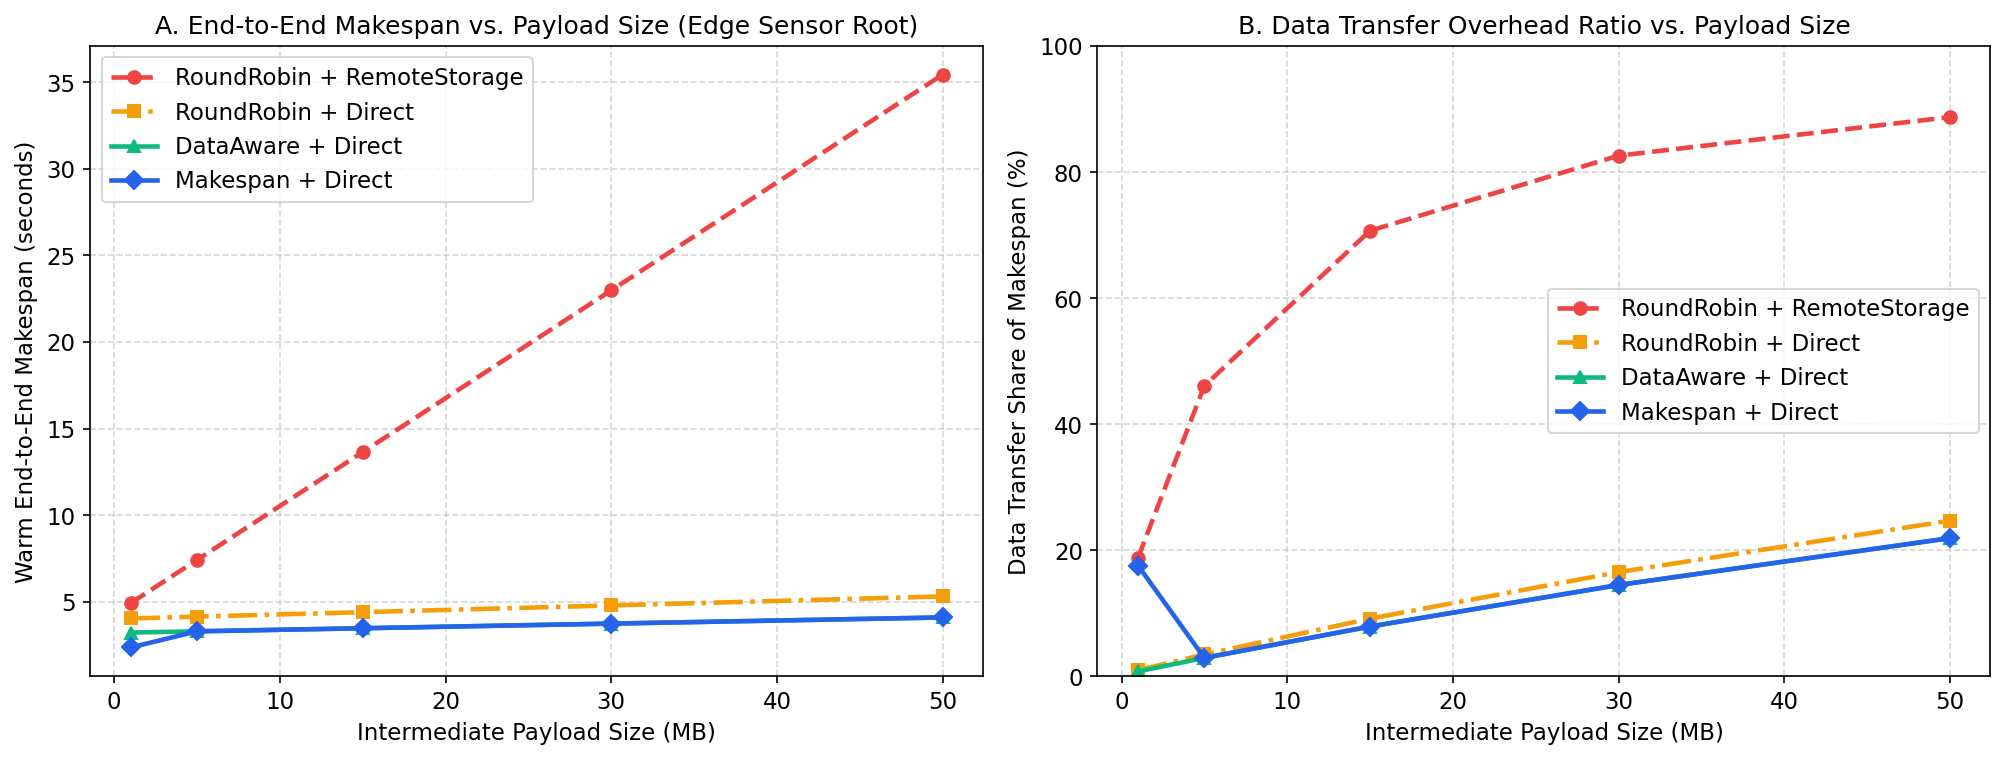 A. End-to-End Makespan vs. Payload Size (Edge Sensor Root)
Warm End-to-End Makespan (seconds)
35
30
25
20
15
10
5
RoundRobin + RemoteStorage
RoundRobin + Direct
DataAware + Direct
Makespan + Direct
0 10 20 30 40 50
Intermediate Payload Size (MB)
B. Data Transfer Overhead Ratio vs. Payload Size
Data Transfer Share of Makespan (%)
100
80
60
40
20
0
RoundRobin + RemoteStorage
RoundRobin + Direct
DataAware + Direct
Makespan + Direct
0 10 20 30 40 50
Intermediate Payload Size (MB)